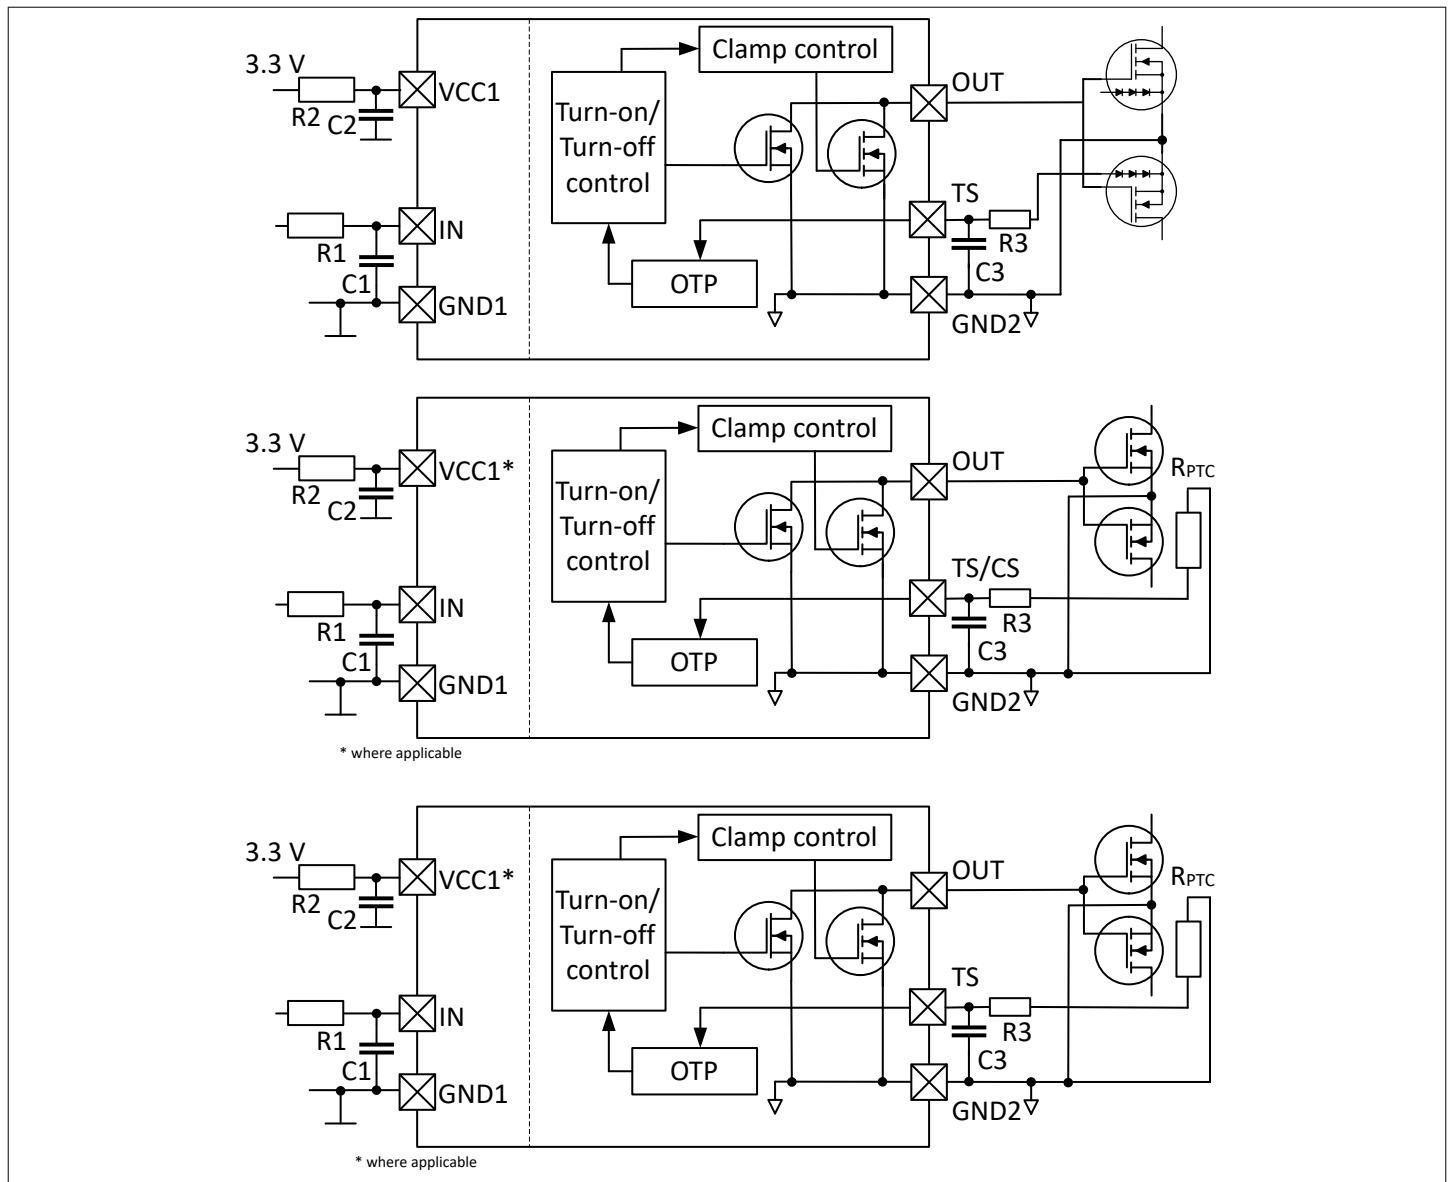 Clamp control
3.3 V
VCC1
R2
C2
Turn-on/
Turn-off
control
OUT
TS
IN
R1
C1
R3
C3
OTP
GND1
GND2
Clamp control
3.3 V
VCC1*
R2
C2
Turn-on/
Turn-off
control
OUT
RPTC
TS/CS
IN
R1
C1
R3
C3
OTP
GND1
GND2
* where applicable
Clamp control
3.3 V
VCC1*
R2
C2
Turn-on/
Turn-off
control
OUT
RPTC
TS
IN
R1
C1
R3
C3
OTP
GND1
GND2
* where applicable